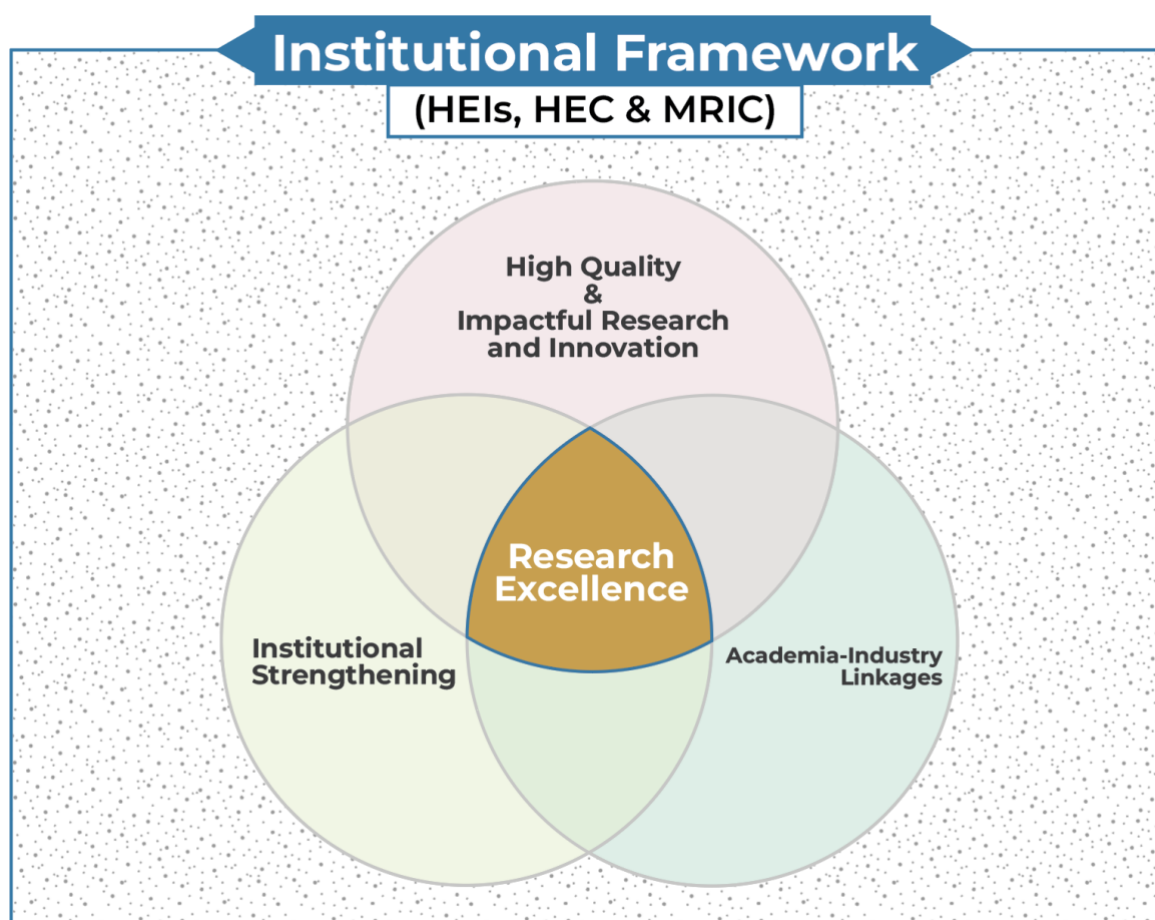 Institutional Framework
(HEIs, HEC & MRIC)
High Quality
&
Impactful Research
and Innovation
Research
Excellence
Institutional
Strengthening
Academia-Industry
Linkages